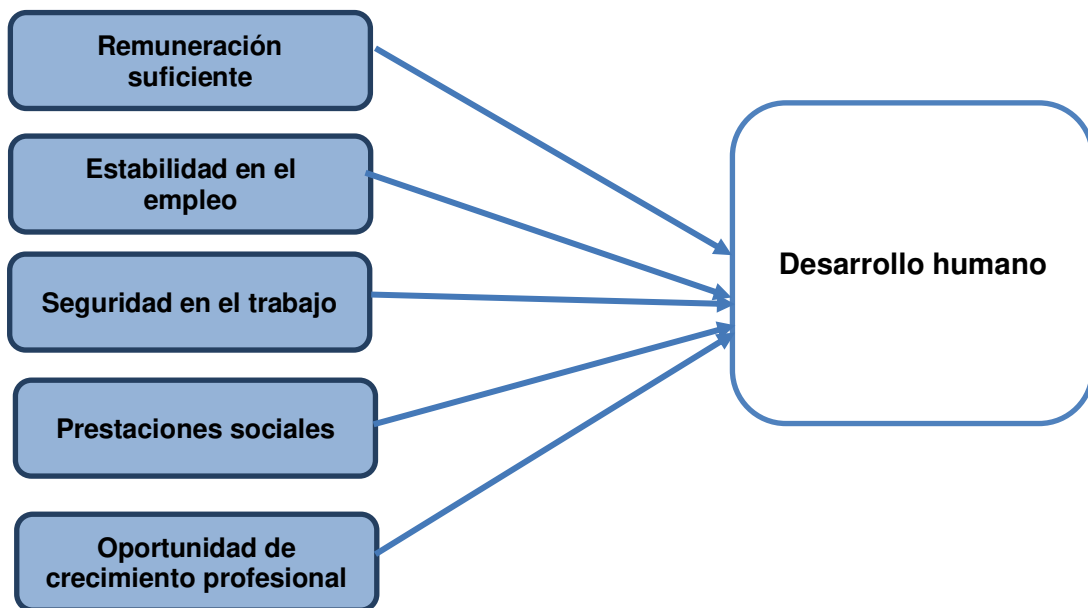 Remuneración
suficiente
Estabilidad en el
empleo
Seguridad en el trabajo
Prestaciones sociales
Oportunidad de
crecimiento profesional
Desarrollo humano